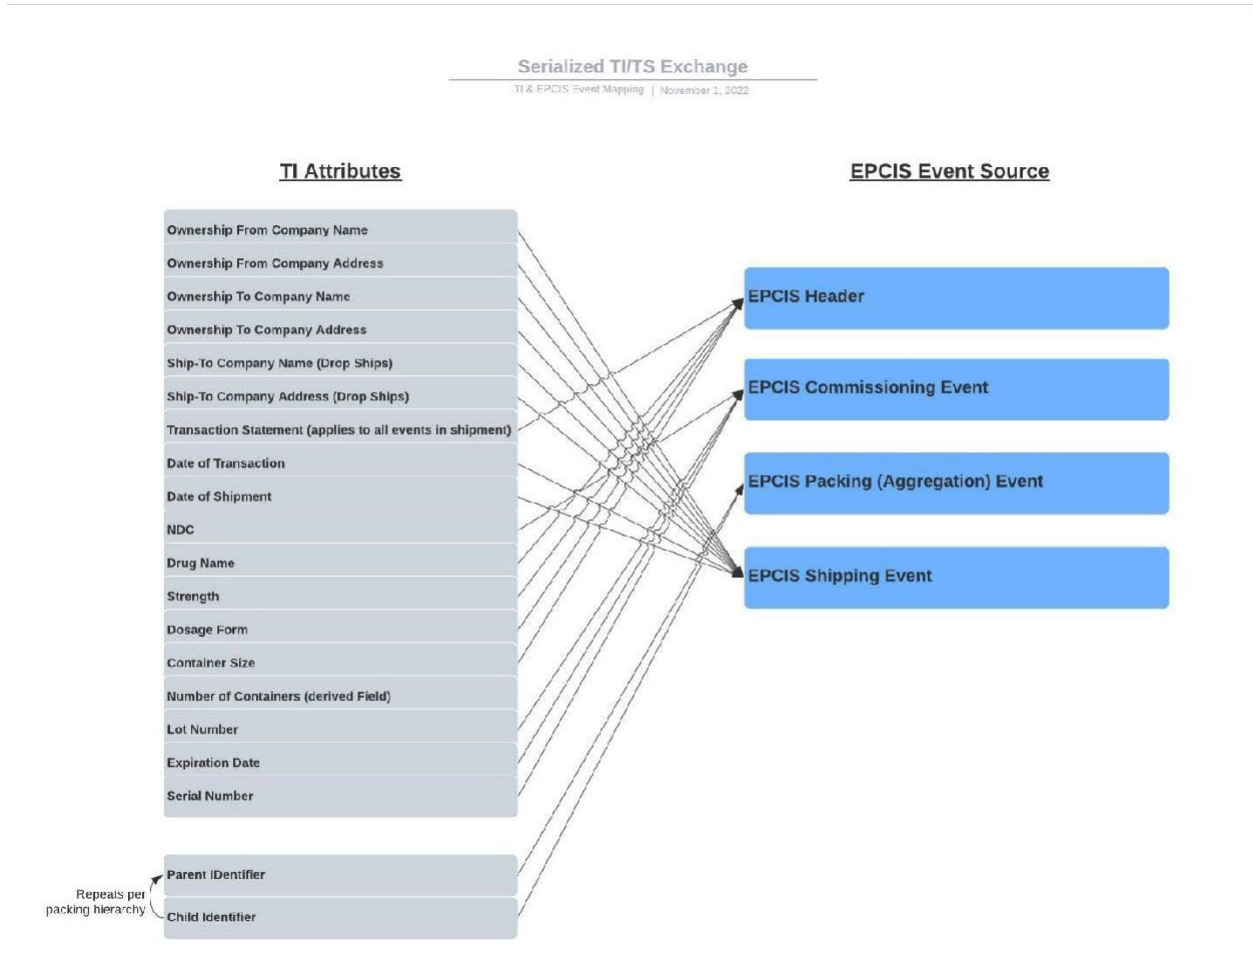 Serialized TI/TS Exchange
TI & EPCIS Event Mapping | November 1, 2022
TI Attributes
Ownership From Company Name
Ownership From Company Address
Ownership To Company Name
Ownership To Company Address
Ship-To Company Name (Drop Ships)
Ship-To Company Address (Drop Ships)
Transaction Statement (applies to all events in shipment)
Date of Transaction
Date of Shipment
NDC
Drug Name
Strength
Dosage Form
Container Size
Number of Containers (derived Field)
Lot Number
Expiration Date
Serial Number
Repeats per
packing hierarchy
Parent IDentifier
Child Identifier
EPCIS Event Source
EPCIS Header
EPCIS Commissioning Event
EPCIS Packing (Aggregation) Event
EPCIS Shipping Event